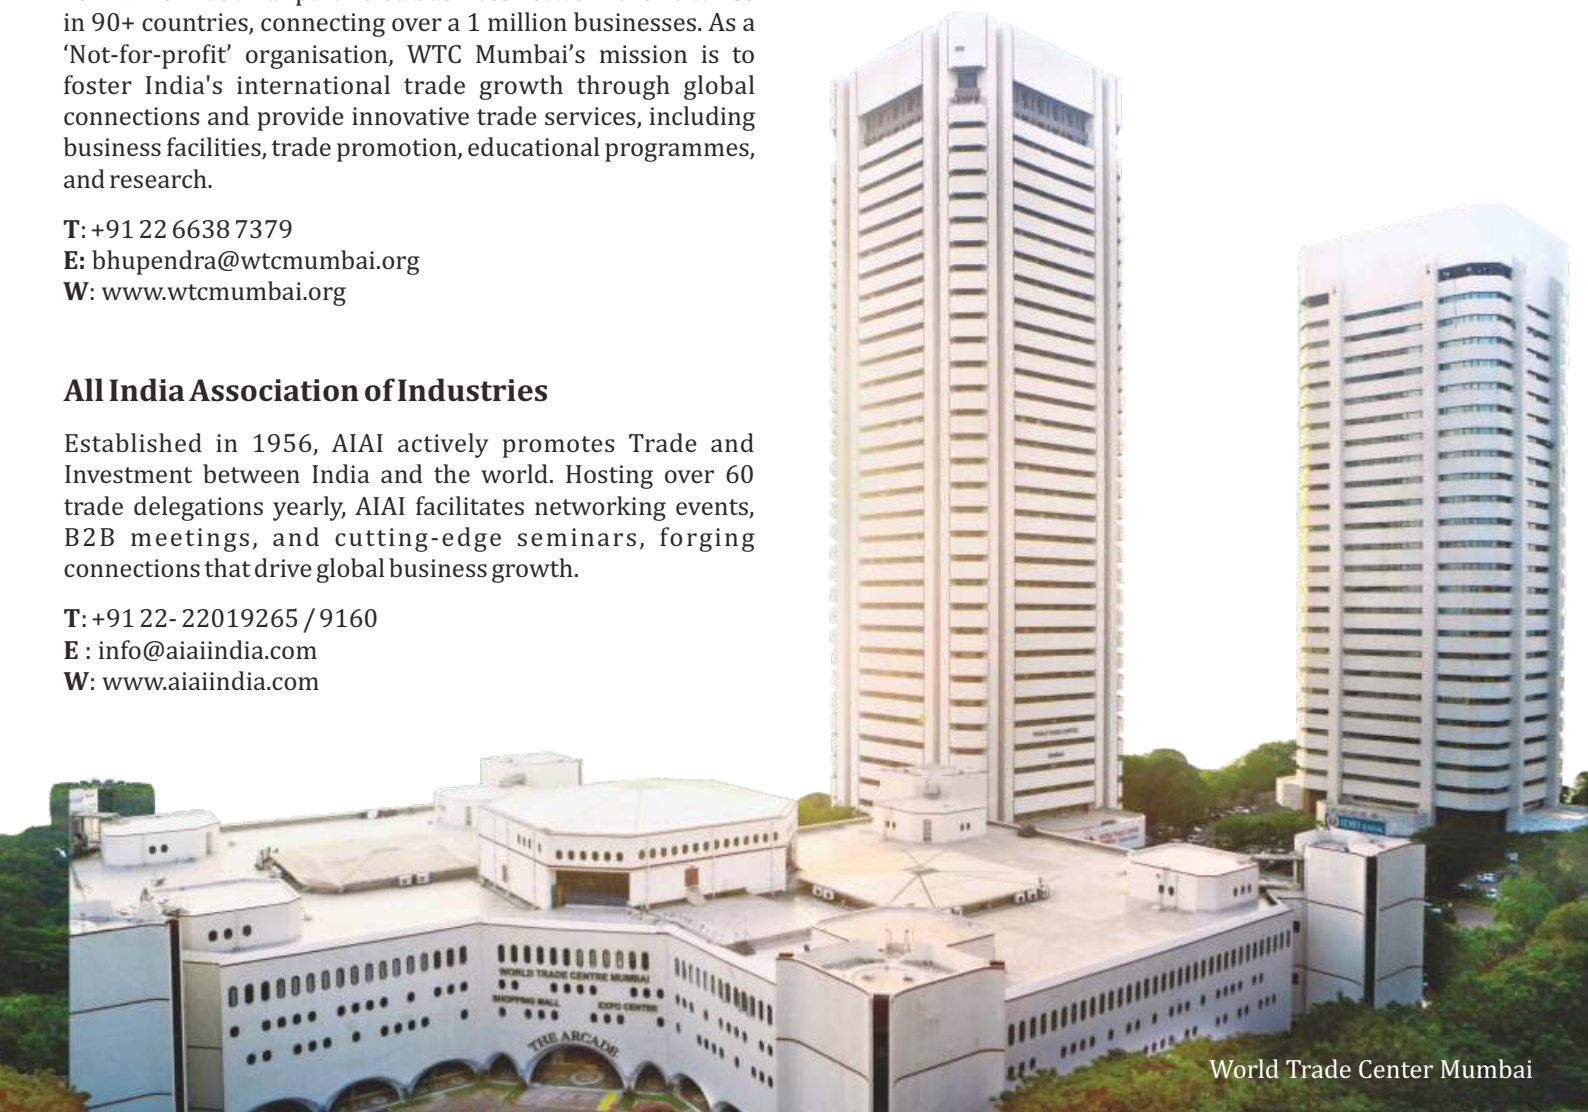 in 90+ countries, connecting over a 1 million businesses. As a
‘Not-for-profit’ organisation, WTC Mumbai’s mission is to
foster India's international trade growth through global
connections and provide innovative trade services, including
business facilities, trade promotion, educational programmes,
and research.
T: +91 22 6638 7379
E: bhupendra@wtcmumbai.org
W: www.wtcmumbai.org
All India Association of Industries
Established in 1956, AIAI actively promotes Trade and
Investment between India and the world. Hosting over 60
trade delegations yearly, AIAI facilitates networking events,
B2B meetings, and cutting-edge seminars, forging
connections that drive global business growth.
T: +91 22- 22019265 / 9160
E : info@aiaiindia.com
W: www.aiaiindia.com
WORLD TRADE CENTRE
MUMBAI
IDBI BANK
WORLD TRADE CENTRE MUMBAI
SHOPPING MALL
EXPO CENTER
THE ARCADE
World Trade Center Mumbai